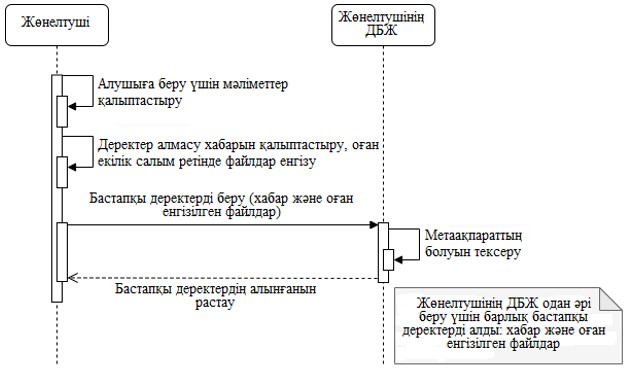 Жөнелтуші
Жөнелтушінің
ДБЖ
Алушыға беру үшін мәліметтер
қалыптастыру
Деректер алмасу хабарын қалыптастыру, оған
екілік салым ретінде файлдар енгізу
Бастапқы деректерді беру (хабар және оған
енгізілген файлдар)
Метаақпараттың
болуын тексеру
Бастапқы деректердің алынғанын
растау
Жөнелтушінің ДБЖ одан әрі
беру үшін барлық бастапқы
деректерді алды: хабар және оған
енгізілген файлдар